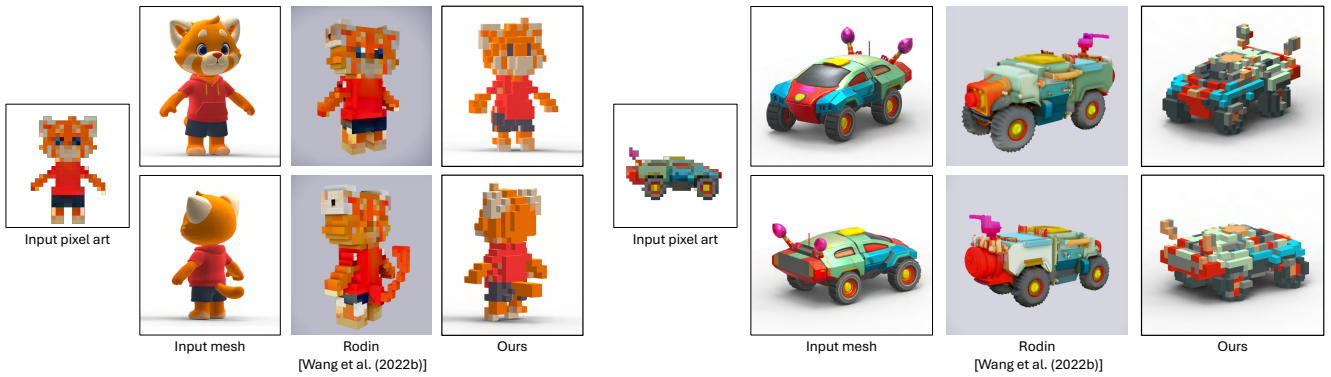 Input pixel art
Input mesh
Rodin
[Wang et al. (2022b)]
Ours
Input pixel art
Input mesh
Rodin
[Wang et al. (2022b)]
Ours